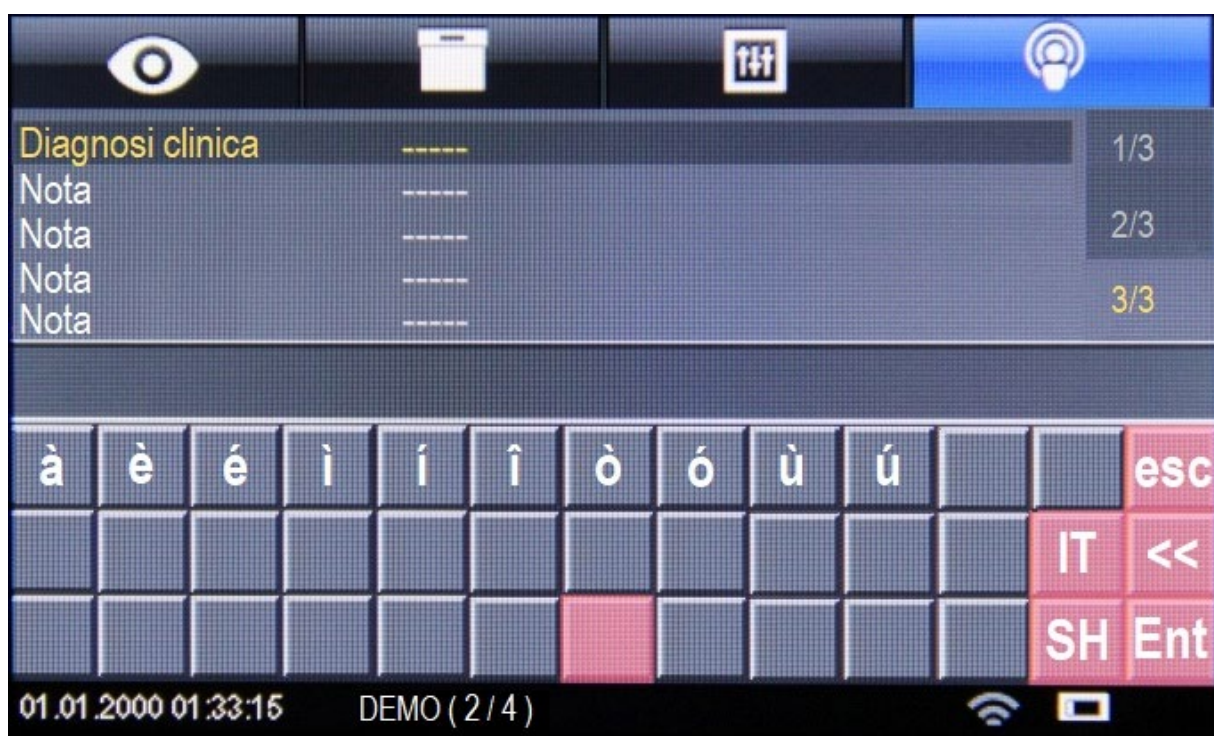 Diagnosi clinica -----
1/3
Nota -----
Nota -----
2/3
Nota -----
Nota -----
3/3
à è é ì í î ò ó ù ú esc
IT <<
SH Ent
01.01.2000 01:33:15 DEMO ( 2 / 4 )